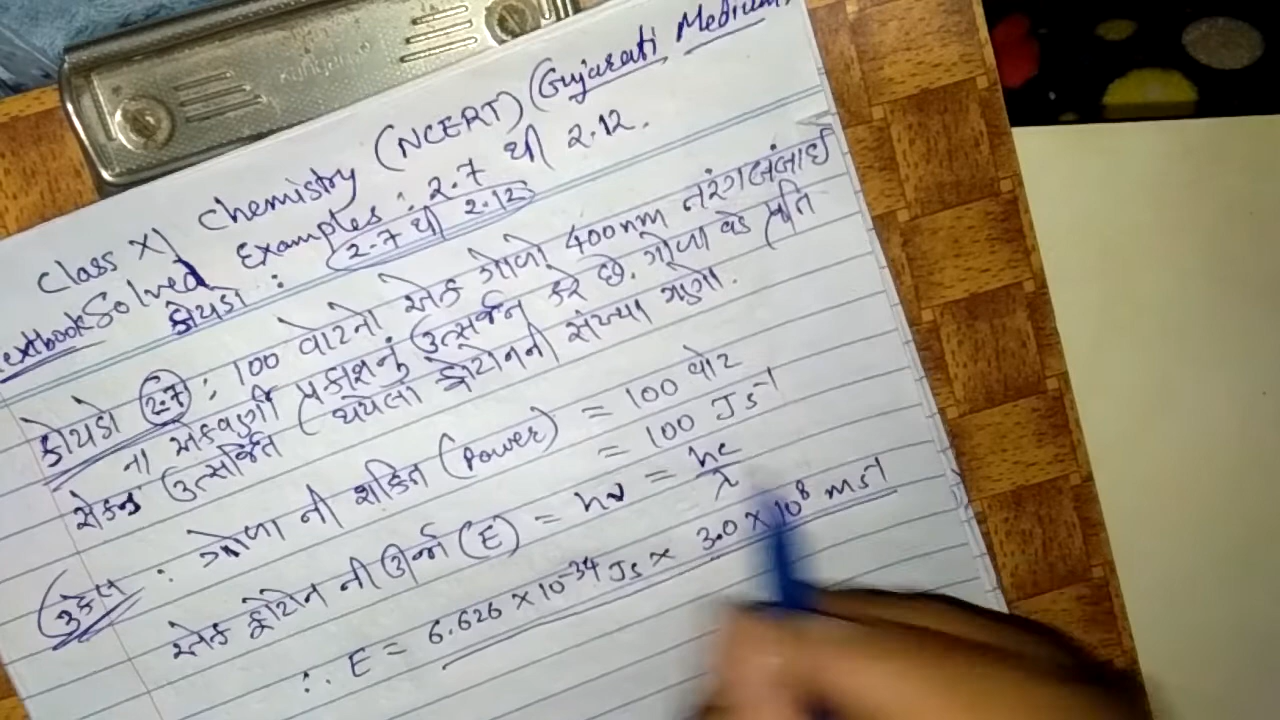 Class XI Chemistry (NCERT) (Gujarati Medium)
Textbook Solved Examples : 2.7 થી 2.12.
કોયડો : (2.7 થી 2.12)
કોયડો 2.7 : 100 વોટનો એક ગોળો 400nm તરંગલંબાઈ
ના એકવર્ણી પ્રકાશનું ઉત્સર્જન કરે છે. ગોળા વડે પ્રતિ
સેકન્ડ ઉત્સર્જિત થયેલા ફોટોનની સંખ્યા ગણો.
ઉકેલ : ગોળા ની શક્તિ (Power) = 100 વોટ
= 100 Js⁻¹
એક ફોટોન ની ઉર્જા (E) = hν = hc/λ
∴ E = 6.626 × 10⁻³⁴ Js × 3.0 × 10⁸ ms⁻¹